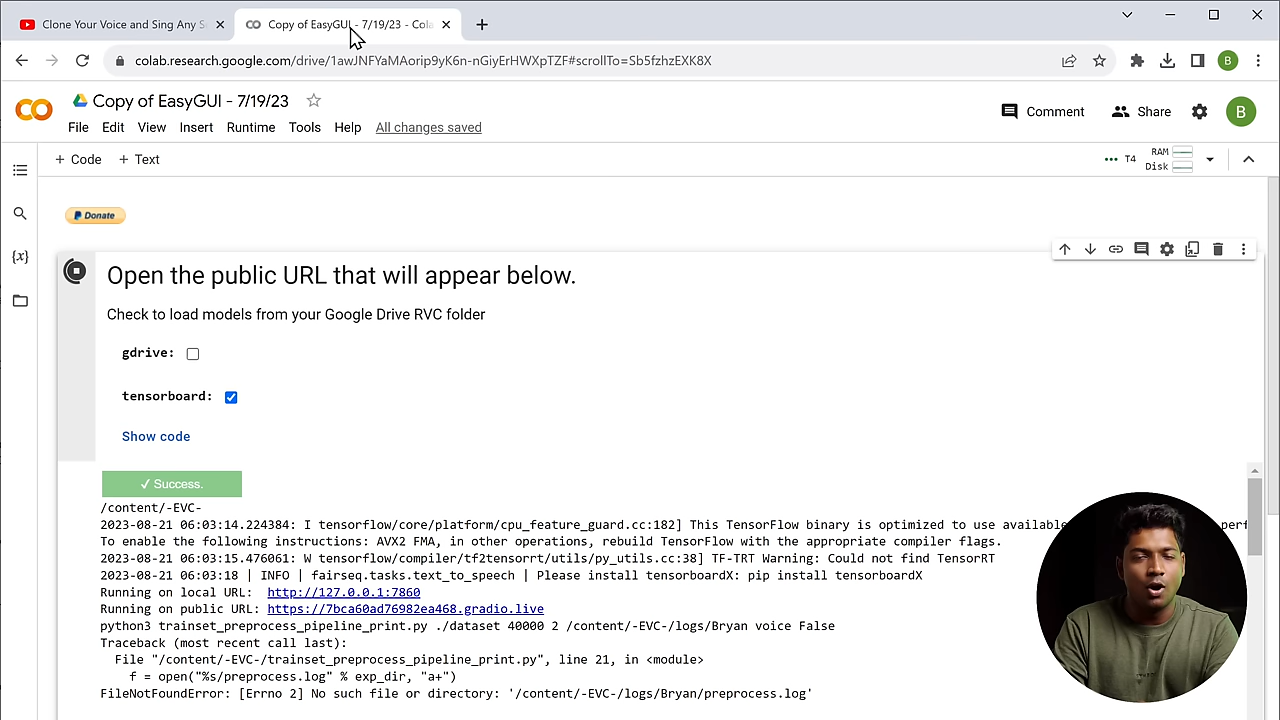 Clone Your Voice and Sing Any S
Copy of EasyGUI - 7/19/23 - Cola
colab.research.google.com/drive/1awJNFYaMAorip9yK6n-nGiyErHWXpTZF#scrollTo=Sb5fzhzEXK8X
B
Copy of EasyGUI - 7/19/23
Comment
Share
B
File Edit View Insert Runtime Tools Help All changes saved
+ Code + Text
T4 RAM
Disk
Donate
{x}
Open the public URL that will appear below.
Check to load models from your Google Drive RVC folder
gdrive:
tensorboard:
Show code
✓ Success.
/content/-EVC-
2023-08-21 06:03:14.224384: I tensorflow/core/platform/cpu_feature_guard.cc:182] This TensorFlow binary is optimized to use available perf
To enable the following instructions: AVX2 FMA, in other operations, rebuild TensorFlow with the appropriate compiler flags.
2023-08-21 06:03:15.476061: W tensorflow/compiler/tf2tensorrt/utils/py_utils.cc:38] TF-TRT Warning: Could not find TensorRT
2023-08-21 06:03:18 | INFO | fairseq.tasks.text_to_speech | Please install tensorboardX: pip install tensorboardX
Running on local URL: http://127.0.0.1:7860
Running on public URL: https://7bca60ad76982ea468.gradio.live
python3 trainset_preprocess_pipeline_print.py ./dataset 40000 2 /content/-EVC-/logs/Bryan voice False
Traceback (most recent call last):
File "/content/-EVC-/trainset_preprocess_pipeline_print.py", line 21, in <module>
f = open("%s/preprocess.log" % exp_dir, "a+")
FileNotFoundError: [Errno 2] No such file or directory: '/content/-EVC-/logs/Bryan/preprocess.log'